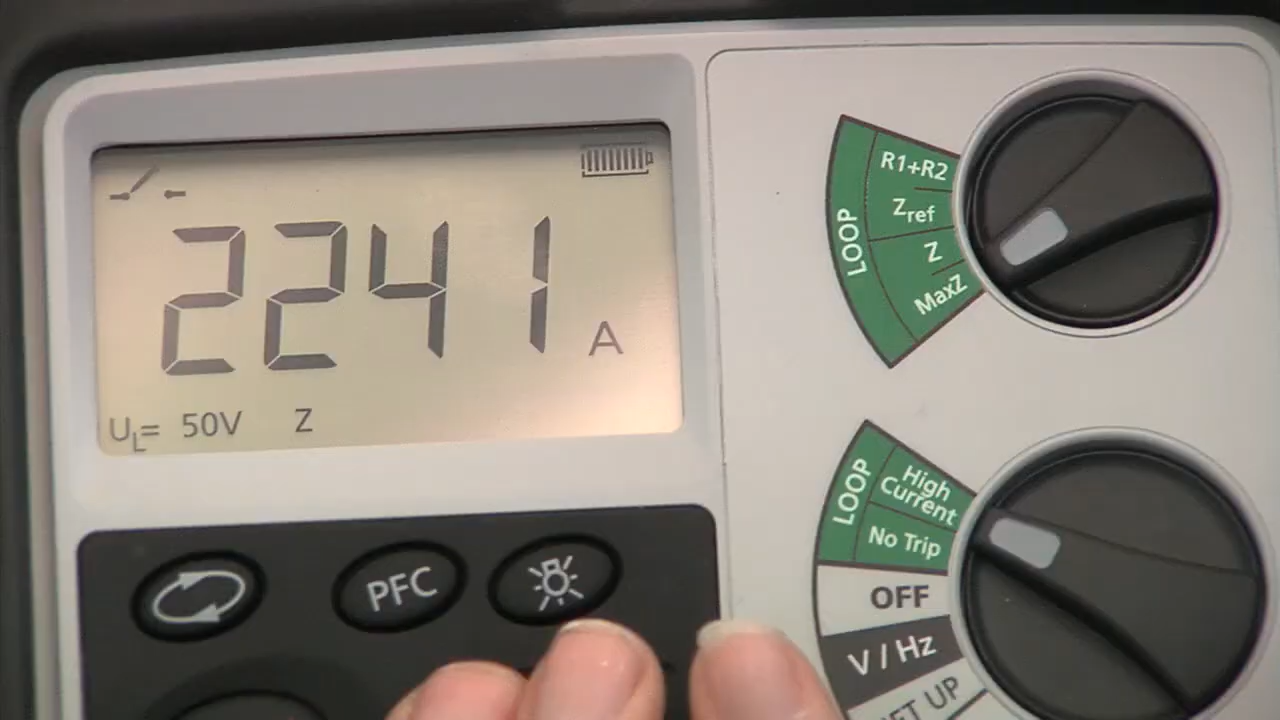 2241 A
UL= 50V Z
PFC
LOOP
R1+R2
Zref
Z
MaxZ
LOOP
High
Current
No Trip
OFF
V / Hz